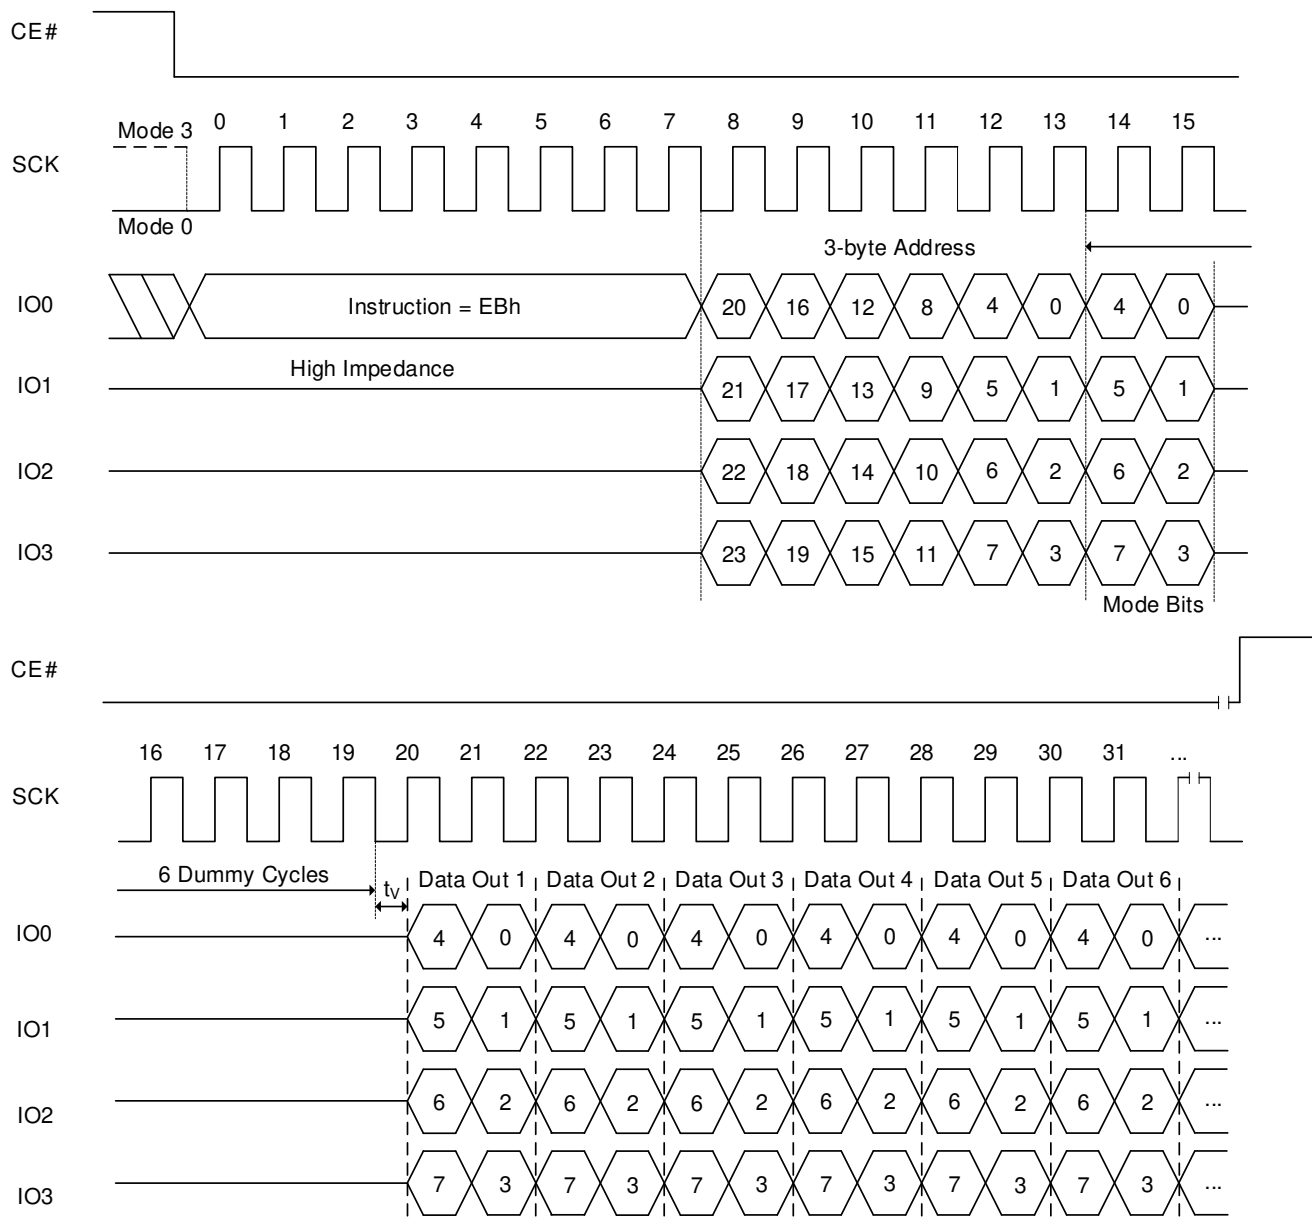 CE#
Mode 3 0 1 2 3 4 5 6 7 8 9 10 11 12 13 14 15
SCK
Mode 0
3-byte Address
IO0 Instruction = EBh 20 16 12 8 4 0 4 0
High Impedance
IO1 21 17 13 9 5 1 5 1
IO2 22 18 14 10 6 2 6 2
IO3 23 19 15 11 7 3 7 3
Mode Bits
CE#
16 17 18 19 20 21 22 23 24 25 26 27 28 29 30 31 ...
SCK
6 Dummy Cycles tV Data Out 1 Data Out 2 Data Out 3 Data Out 4 Data Out 5 Data Out 6
IO0 4 0 4 0 4 0 4 0 4 0 4 0 ...
IO1 5 1 5 1 5 1 5 1 5 1 5 1 ...
IO2 6 2 6 2 6 2 6 2 6 2 6 2 ...
IO3 7 3 7 3 7 3 7 3 7 3 7 3 ...